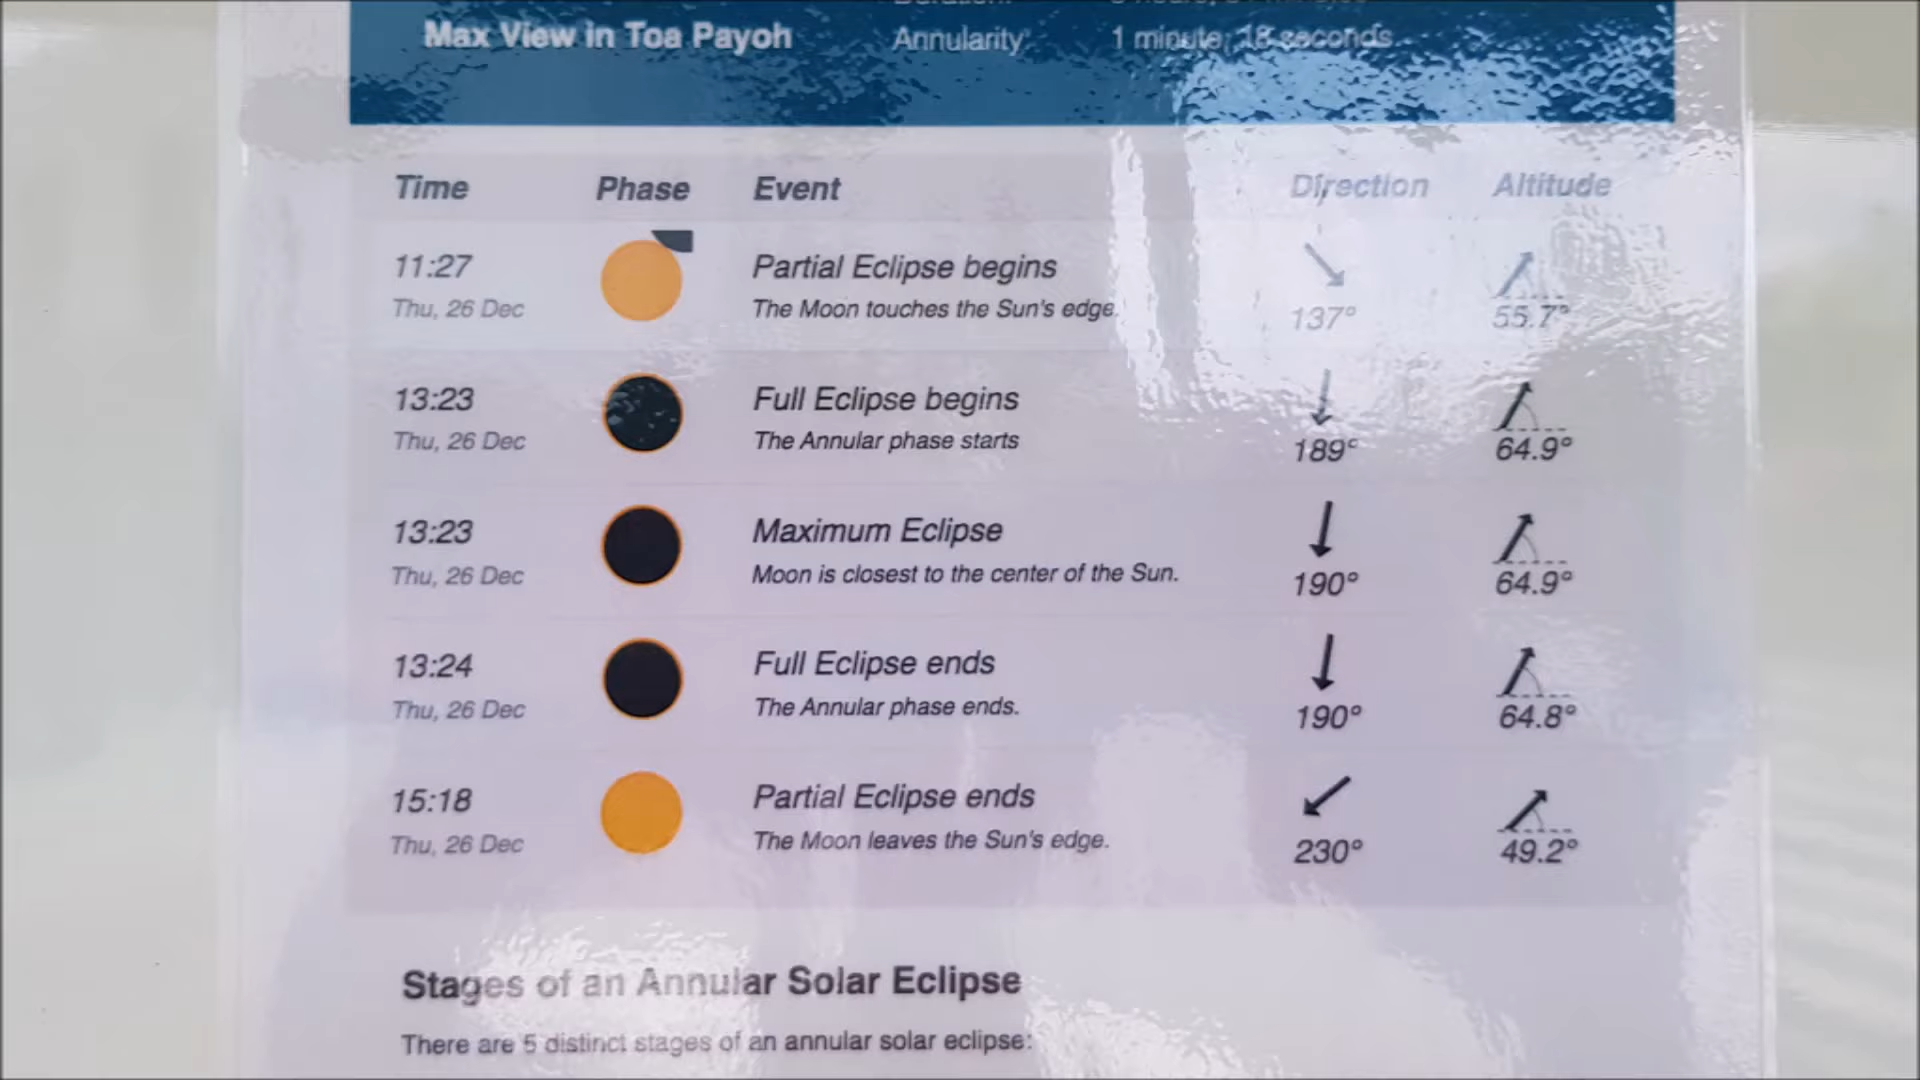 Max View in Toa Payoh
Annularity
1 minute, 18 seconds
Time Phase Event Direction Altitude
11:27 Partial Eclipse begins
Thu, 26 Dec The Moon touches the Sun's edge. 137° 55.7°
13:23 Full Eclipse begins
Thu, 26 Dec The Annular phase starts 189° 64.9°
13:23 Maximum Eclipse
Thu, 26 Dec Moon is closest to the center of the Sun. 190° 64.9°
13:24 Full Eclipse ends
Thu, 26 Dec The Annular phase ends. 190° 64.8°
15:18 Partial Eclipse ends
Thu, 26 Dec The Moon leaves the Sun's edge. 230° 49.2°
Stages of an Annular Solar Eclipse
There are 5 distinct stages of an annular solar eclipse: